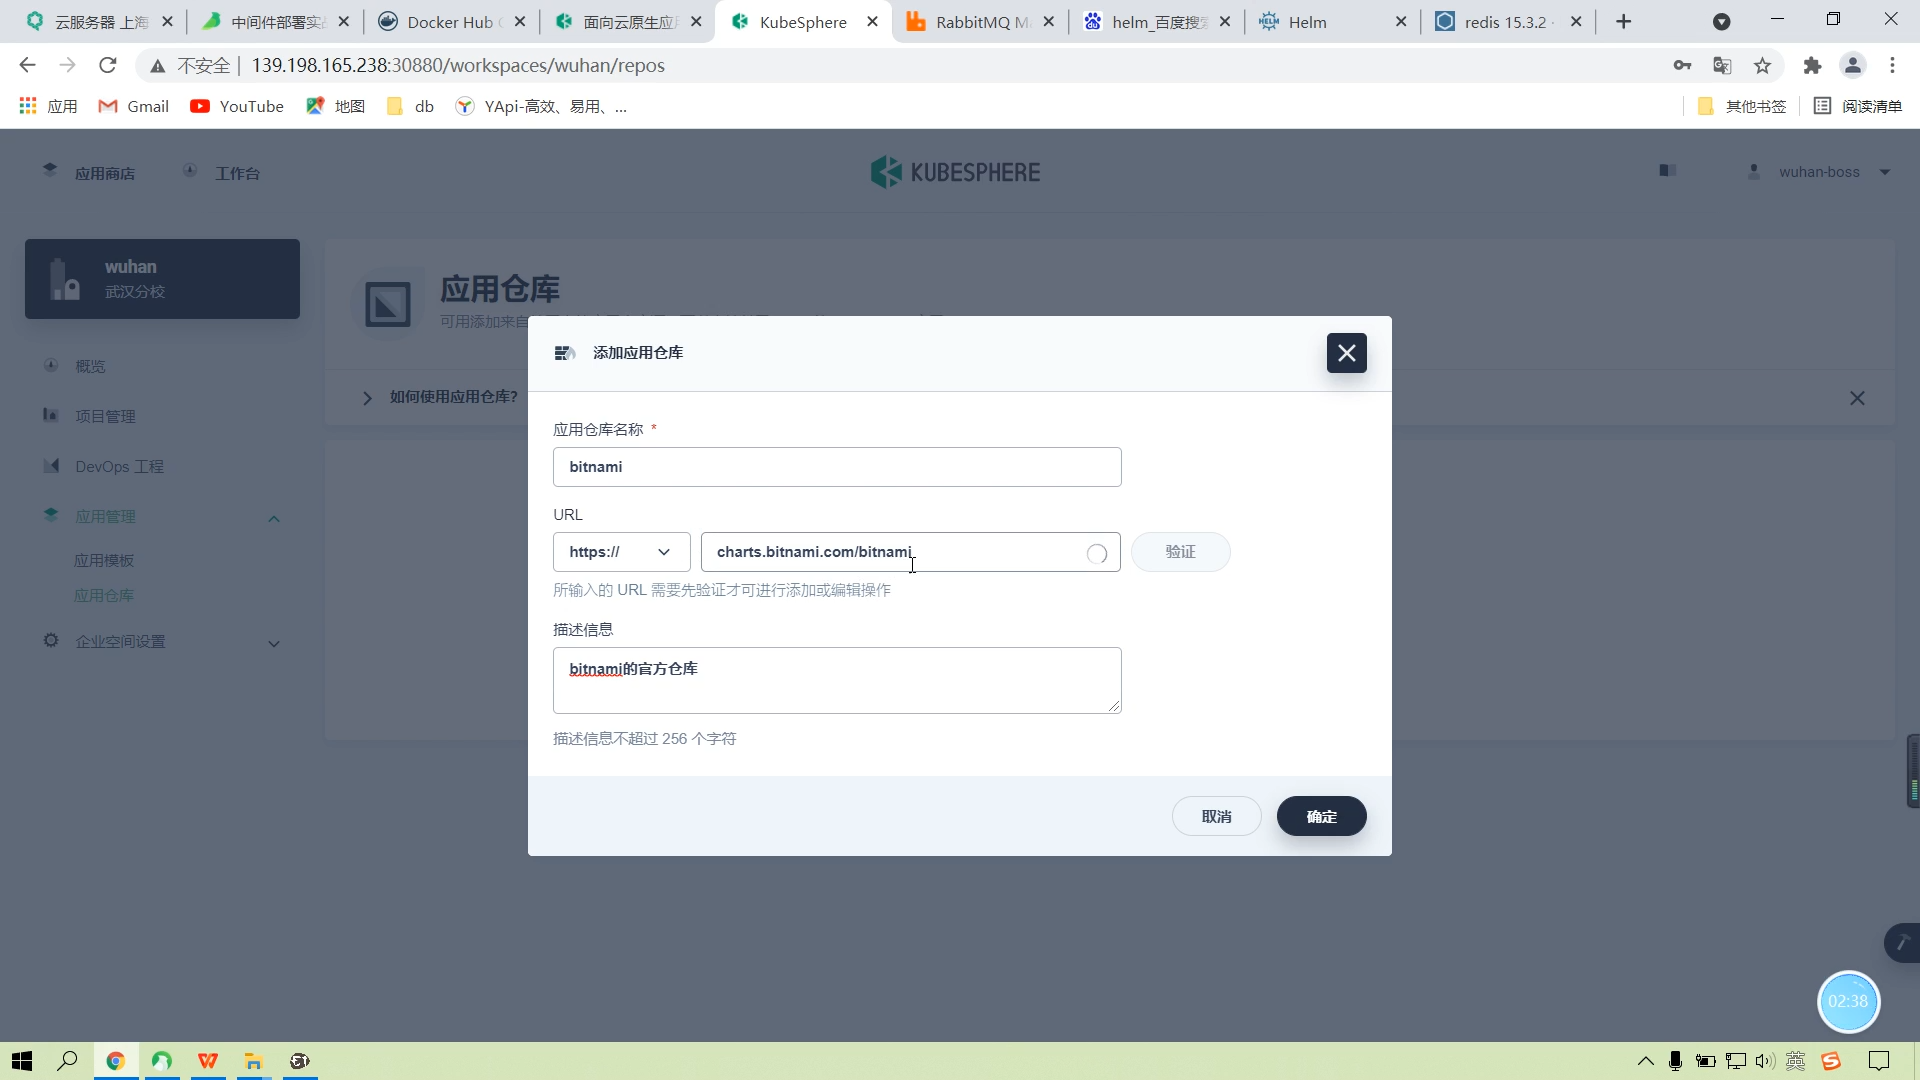 云服务器 上海
中间件部署实战
Docker Hub
面向云原生应用
KubeSphere
RabbitMQ M
helm_百度搜索
Helm
redis 15.3.2
不安全
139.198.165.238:30880/workspaces/wuhan/repos
应用
Gmail
YouTube
地图
db
YApi-高效、易用、...
其他书签
阅读清单
应用商店
工作台
KUBESPHERE
wuhan-boss
wuhan
武汉分校
应用仓库
可用添加来自
概览
如何使用应用仓库?
项目管理
DevOps 工程
应用管理
应用模板
应用仓库
企业空间设置
添加应用仓库
应用仓库名称 *
bitnami
URL
https://
charts.bitnami.com/bitnami
验证
所输入的 URL 需要先验证才可进行添加或编辑操作
描述信息
bitnami的官方仓库
描述信息不超过 256 个字符
取消
确定
02:38
英